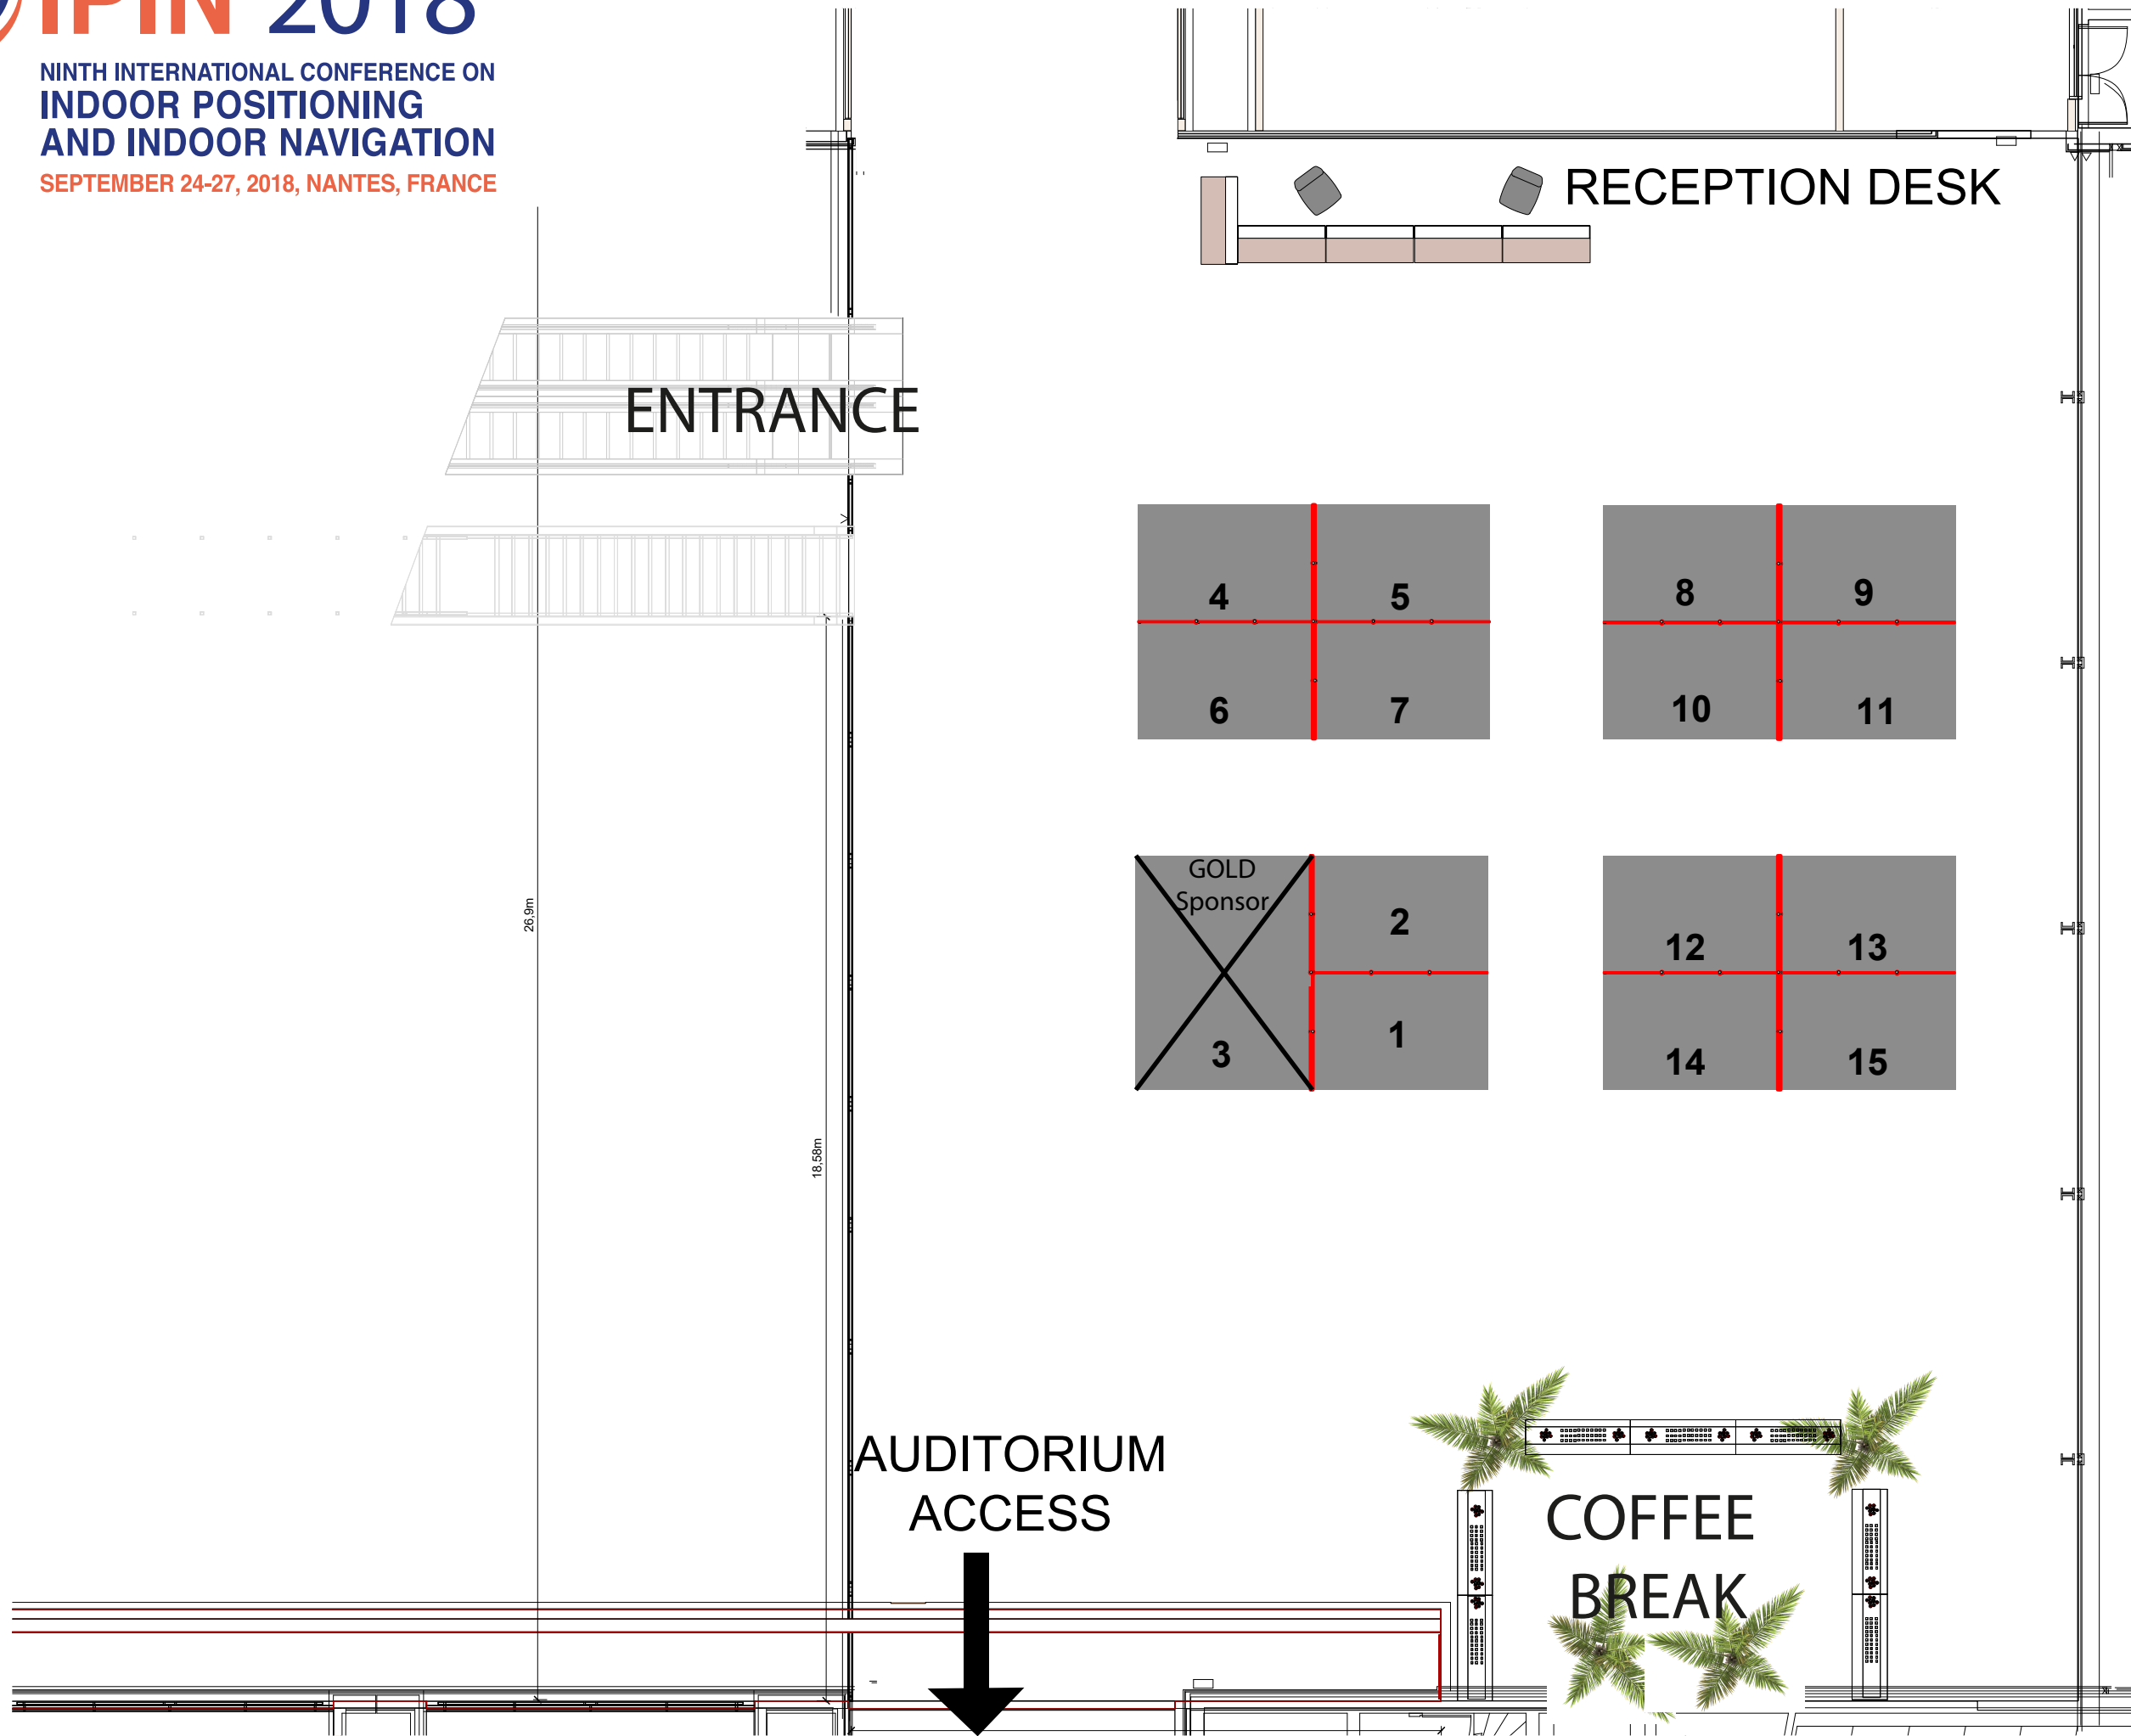 IPIN 2018
NINTH INTERNATIONAL CONFERENCE ON
INDOOR POSITIONING
AND INDOOR NAVIGATION
SEPTEMBER 24-27, 2018, NANTES, FRANCE
RECEPTION DESK
ENTRANCE
4 5
6 7
8 9
10 11
GOLD
Sponsor
2
3
1
12 13
14 15
26,9m
18,58m
AUDITORIUM
ACCESS
COFFEE
BREAK